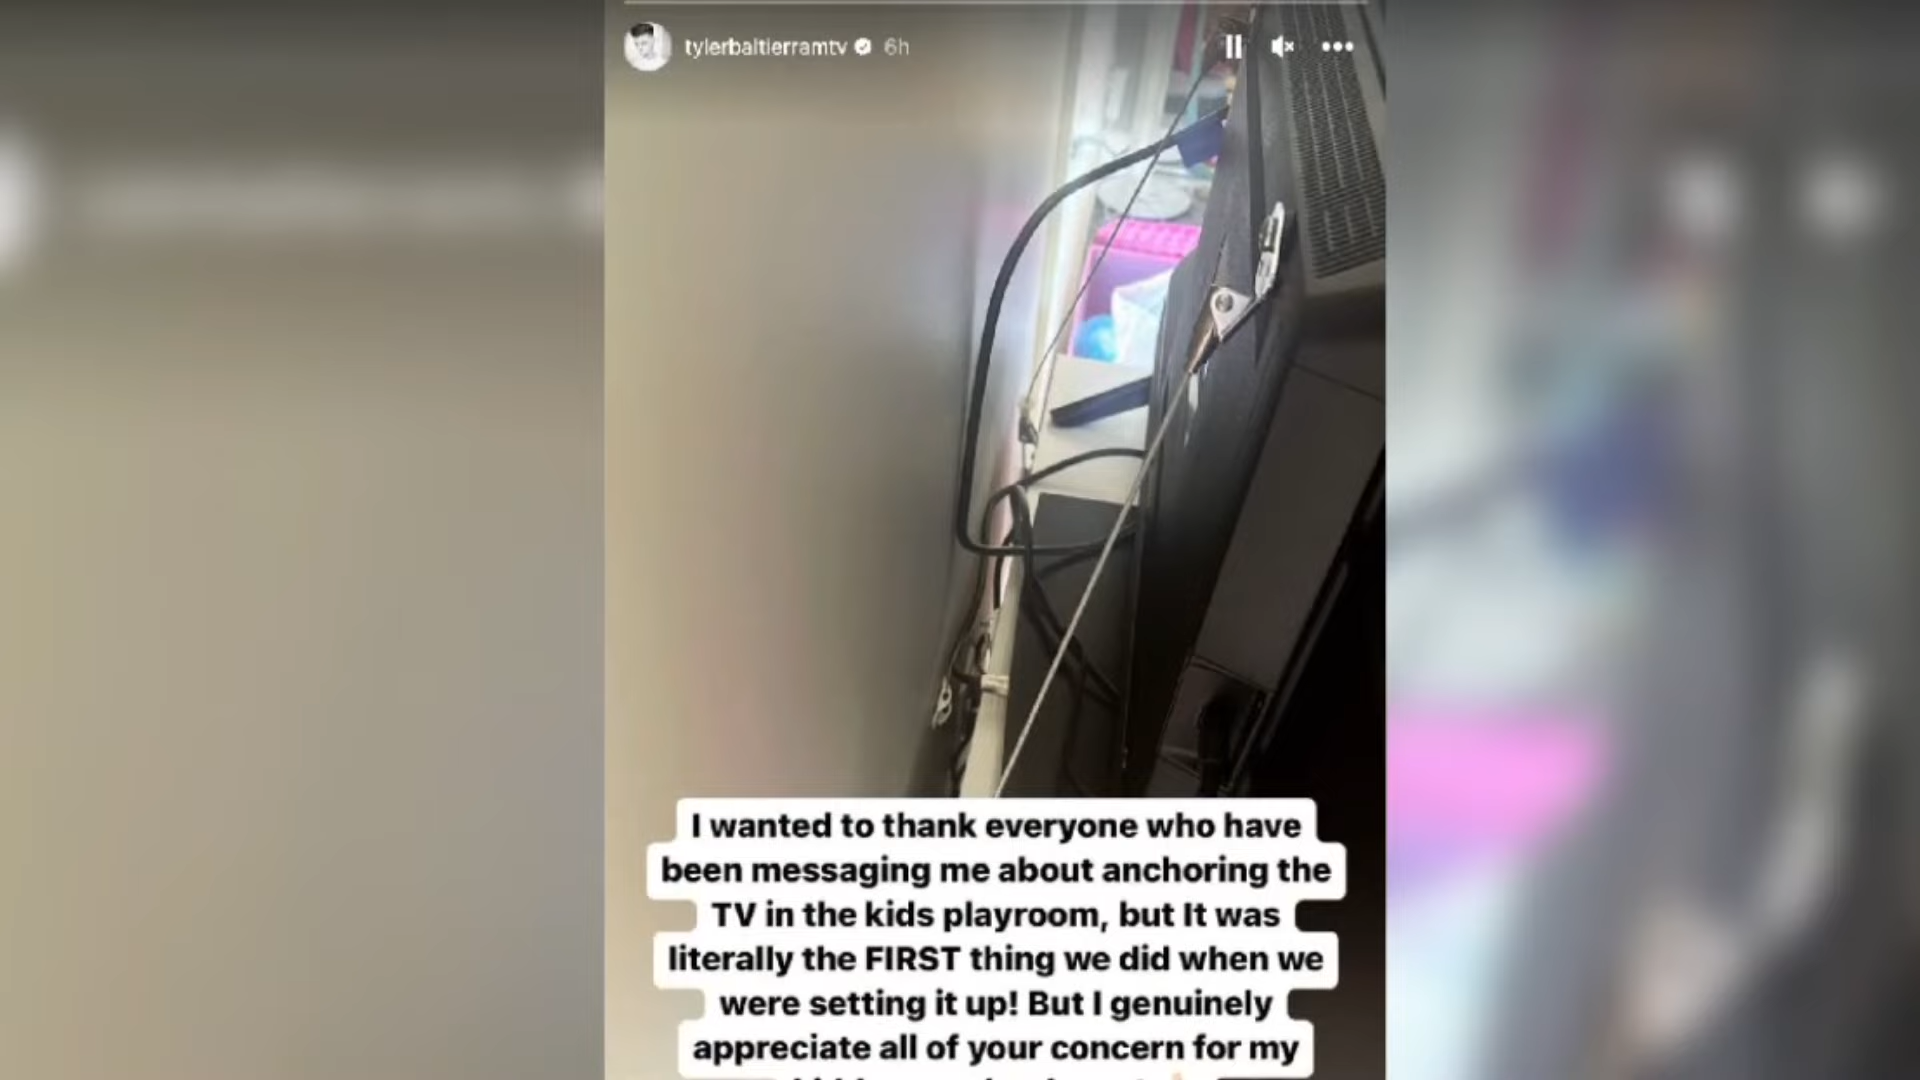 tylerbaltierramtv 6h
I wanted to thank everyone who have
been messaging me about anchoring the
TV in the kids playroom, but It was
literally the FIRST thing we did when we
were setting it up! But I genuinely
appreciate all of your concern for my